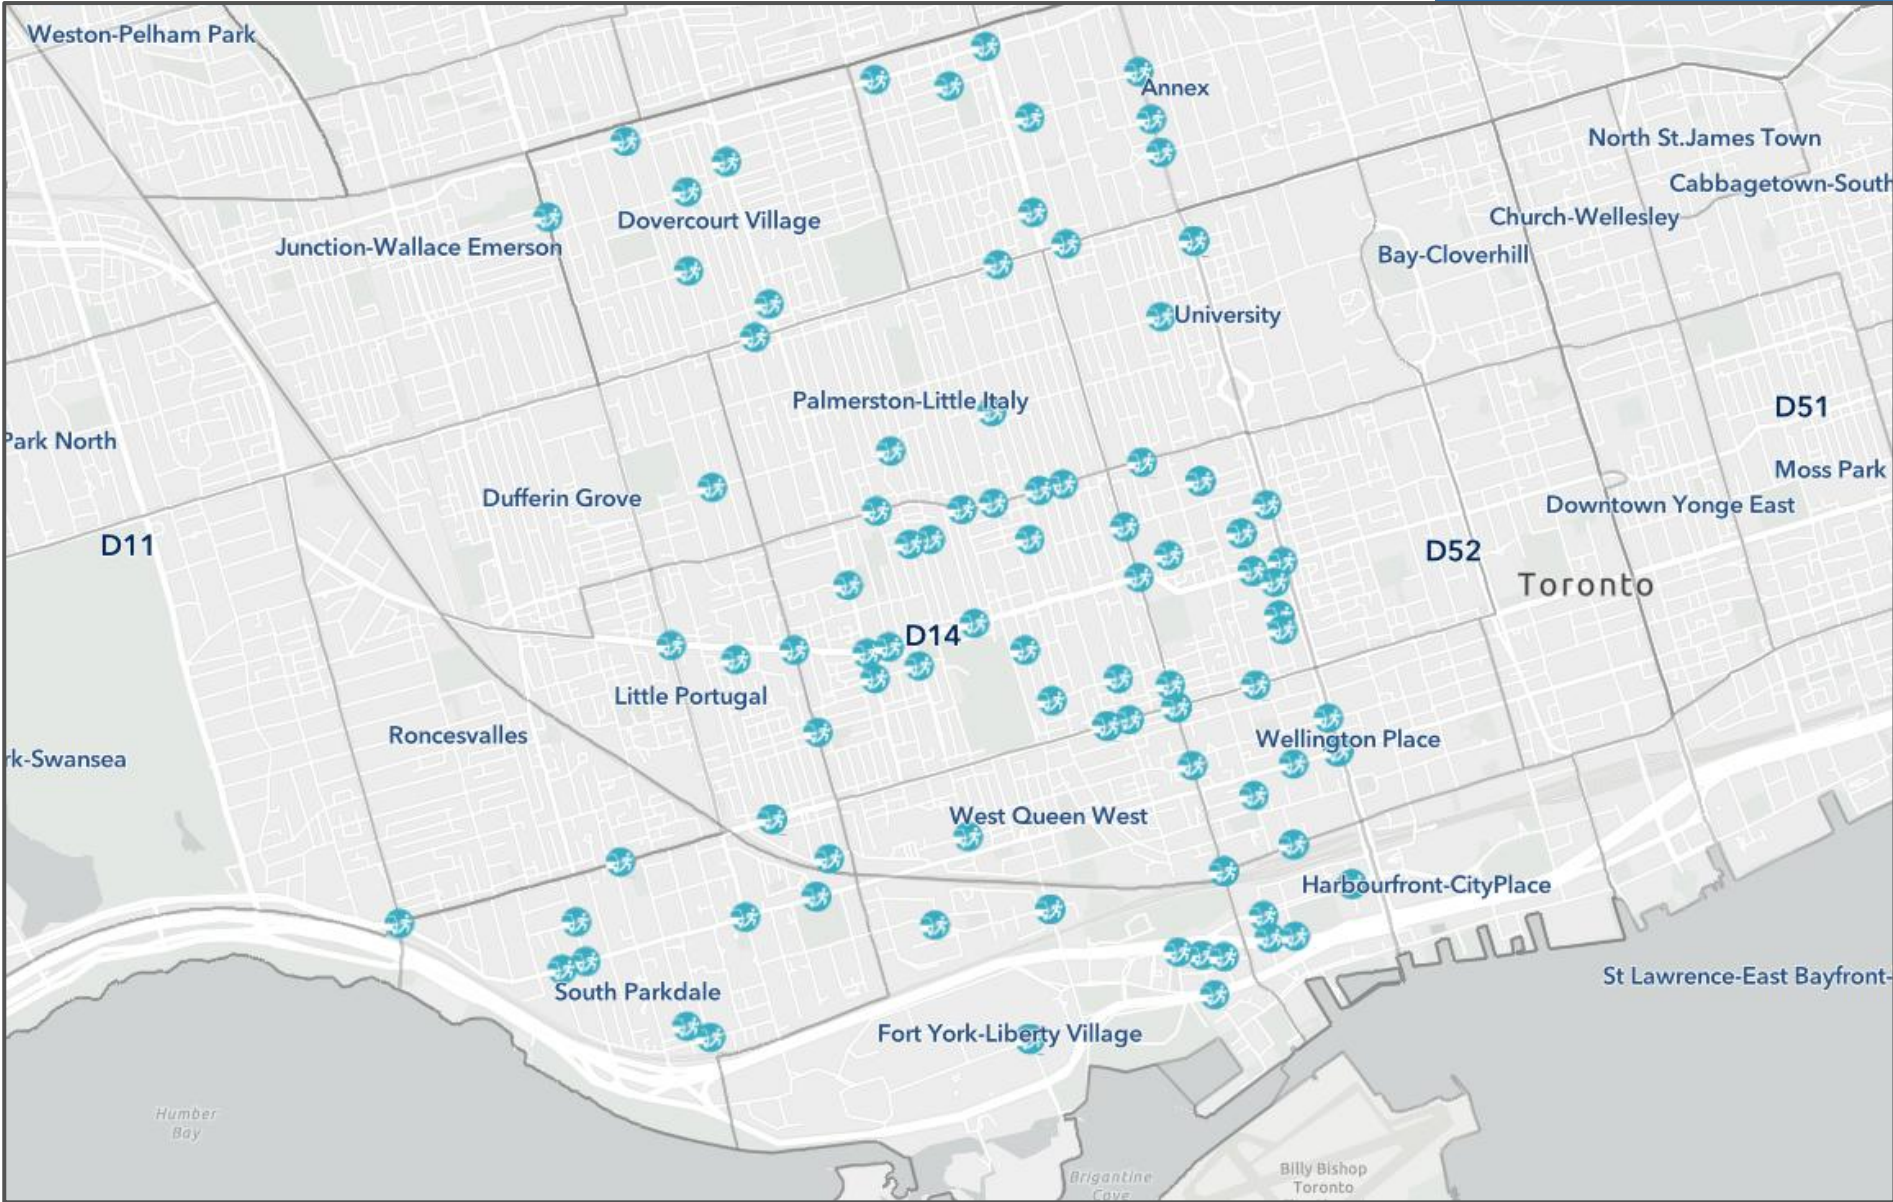 Weston-Pelham Park
Annex
North St.James Town
Cabbagetown-South
Church-Wellesley
Dovercourt Village
Junction-Wallace Emerson
Bay-Cloverhill
University
Palmerston-Little Italy
D51
Park North
Moss Park
Dufferin Grove
Downtown Yonge East
D11
D52
Toronto
D14
Little Portugal
Roncesvalles
Wellington Place
rk-Swansea
West Queen West
Harbourfront-CityPlace
St Lawrence-East Bayfront-
South Parkdale
Fort York-Liberty Village
Humber
Bay
Billy Bishop
Toronto
Brigantine
Cove